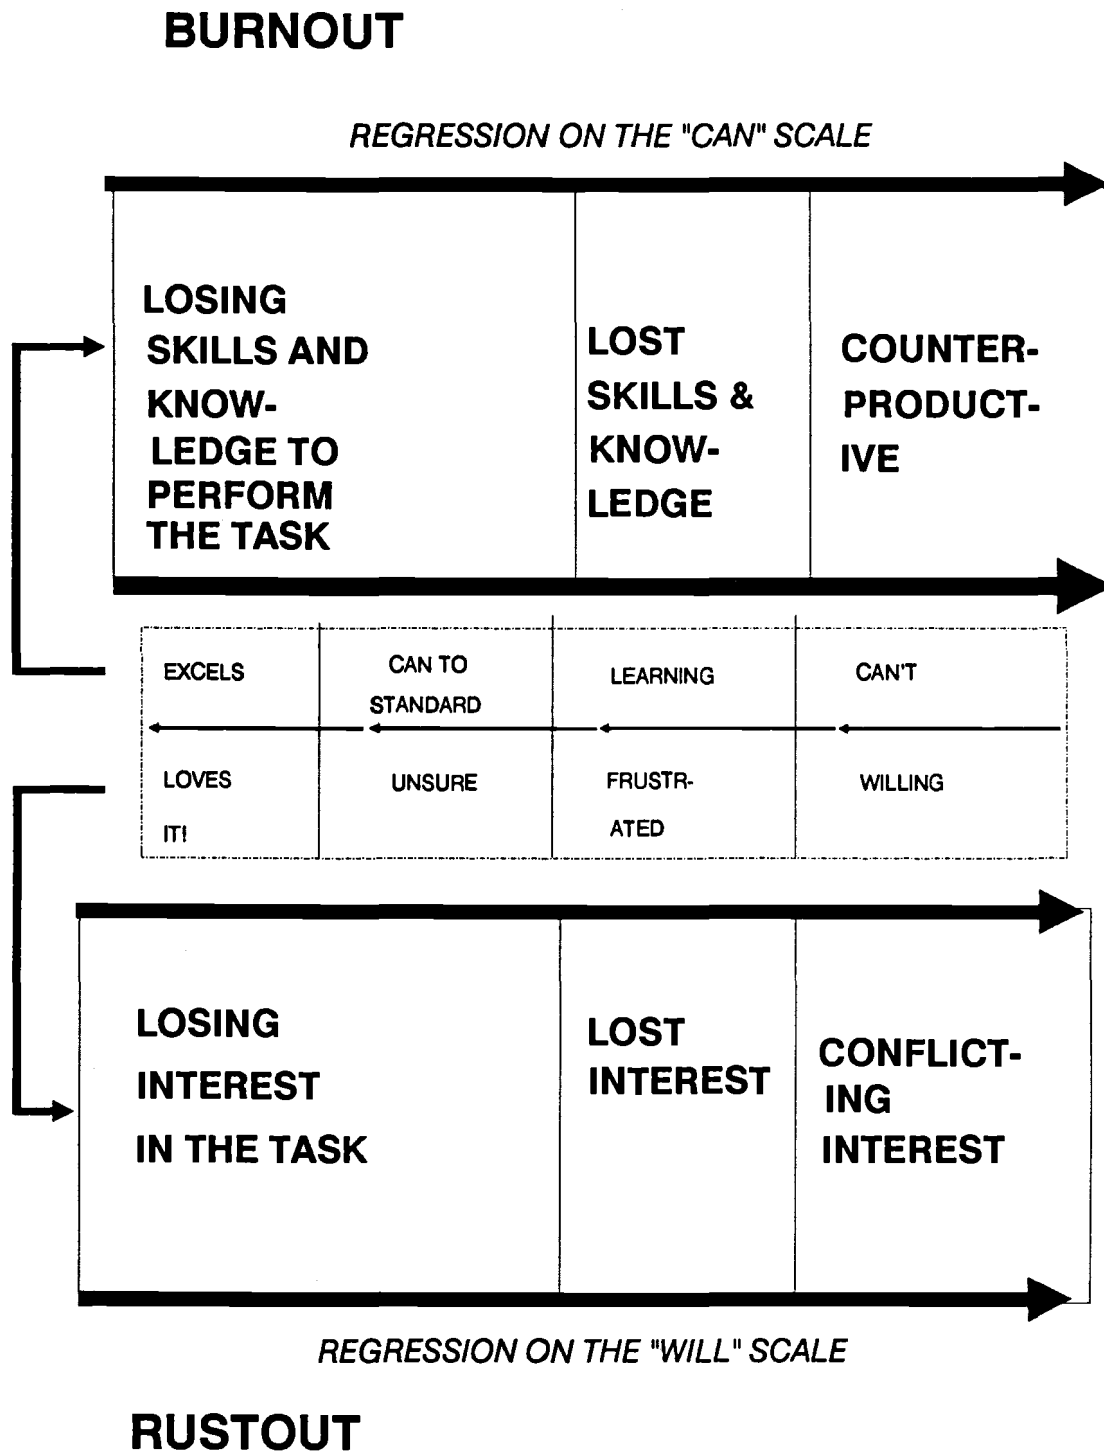 BURNOUT
REGRESSION ON THE "CAN" SCALE
LOSING
SKILLS AND
KNOW-
LEDGE TO
PERFORM
THE TASK
LOST
SKILLS &
KNOW-
LEDGE
COUNTER-
PRODUCT-
IVE
EXCELS
CAN TO
STANDARD
LEARNING
CAN'T
LOVES
IT!
UNSURE
FRUSTR-
ATED
WILLING
LOSING
INTEREST
IN THE TASK
LOST
INTEREST
CONFLICT-
ING
INTEREST
REGRESSION ON THE "WILL" SCALE
RUSTOUT